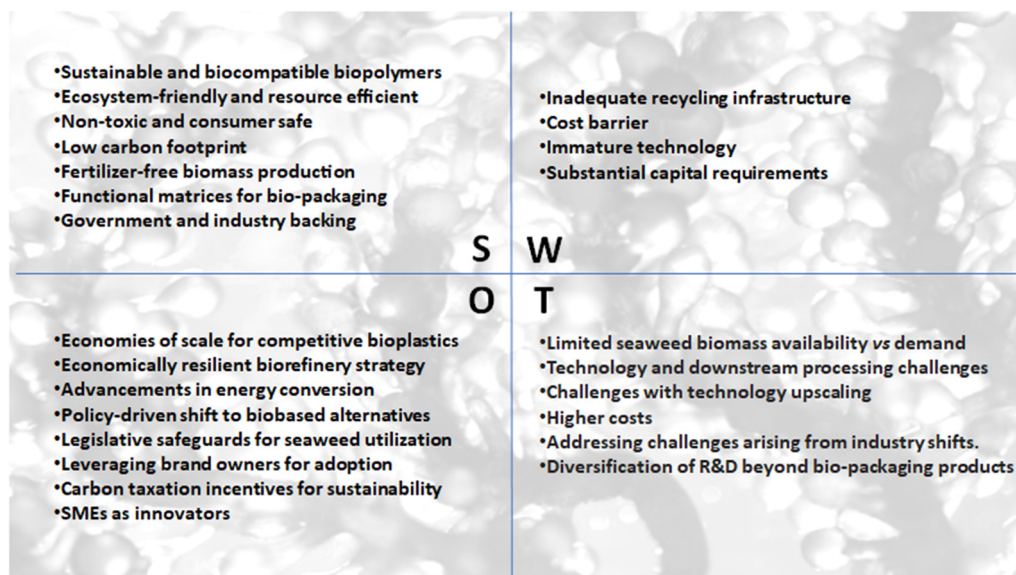 •Sustainable and biocompatible biopolymers
•Ecosystem-friendly and resource efficient
•Non-toxic and consumer safe
•Low carbon footprint
•Fertilizer-free biomass production
•Functional matrices for bio-packaging
•Government and industry backing
S
•Inadequate recycling infrastructure
•Cost barrier
•Immature technology
•Substantial capital requirements
W
O
•Economies of scale for competitive bioplastics
•Economically resilient biorefinery strategy
•Advancements in energy conversion
•Policy-driven shift to biobased alternatives
•Legislative safeguards for seaweed utilization
•Leveraging brand owners for adoption
•Carbon taxation incentives for sustainability
•SMEs as innovators
T
•Limited seaweed biomass availability vs demand
•Technology and downstream processing challenges
•Challenges with technology upscaling
•Higher costs
•Addressing challenges arising from industry shifts.
•Diversification of R&D beyond bio-packaging products